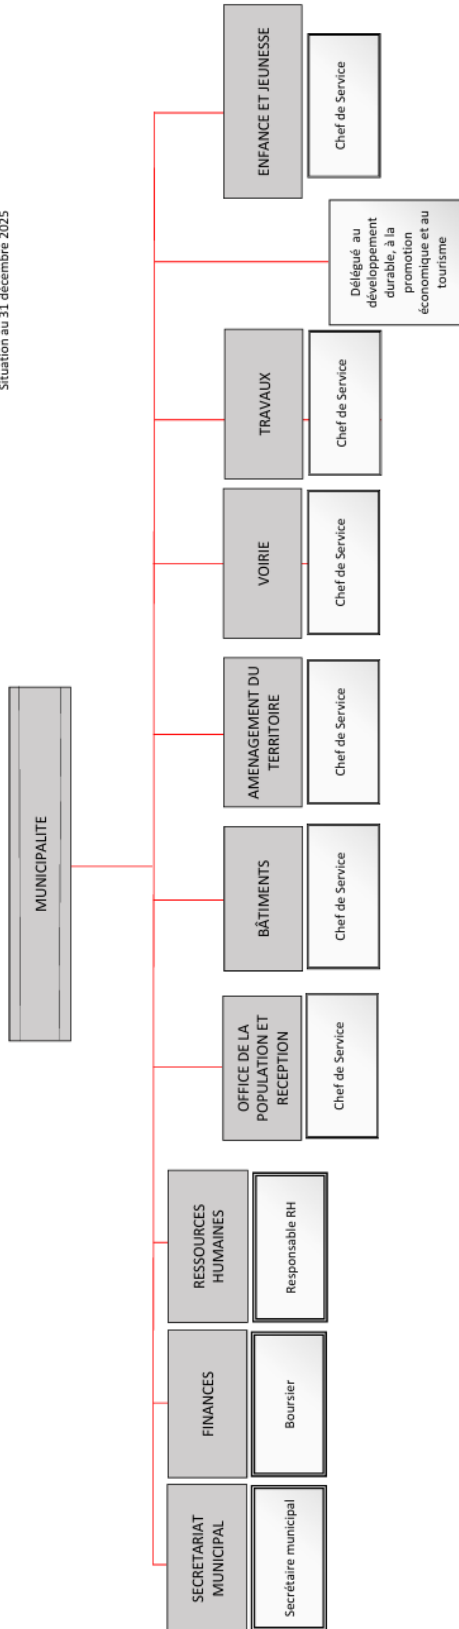 Situation au 31 décembre 2025
MUNICIPALITE
SECRETARIAT
MUNICIPAL
Secrétaire municipal
FINANCES
Boursier
RESSOURCES
HUMAINES
Responsable RH
OFFICE DE LA
POPULATION ET
RECEPTION
Chef de Service
BÂTIMENTS
Chef de Service
AMENAGEMENT DU
TERRITOIRE
Chef de Service
VOIRIE
Chef de Service
TRAVAUX
Chef de Service
Délégué au
développement
durable, à la
promotion
économique et au
tourisme
ENFANCE ET JEUNESSE
Chef de Service